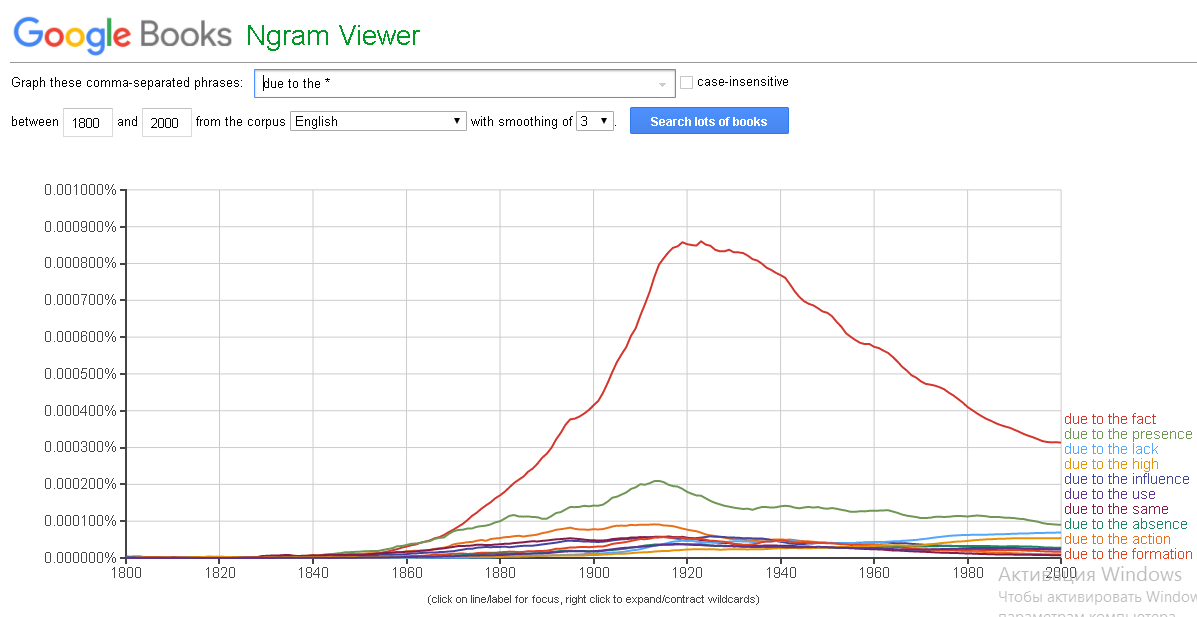 Google Books Ngram Viewer
Graph these comma-separated phrases: due to the * case-insensitive
between 1800 and 2000 from the corpus English with smoothing of 3 . Search lots of books
0.001000%
0.000900%
0.000800%
0.000700%
0.000600%
0.000500%
0.000400%
0.000300%
0.000200%
0.000100%
0.000000%
due to the fact
due to the presence
due to the lack
due to the high
due to the influence
due to the use
due to the same
due to the absence
due to the action
due to the formation
1800 1820 1840 1860 1880 1900 1920 1940 1960 1980 2000
(click on line/label for focus, right click to expand/contract wildcards)
Активация Windows
Чтобы активировать Window
параметрам компьютера